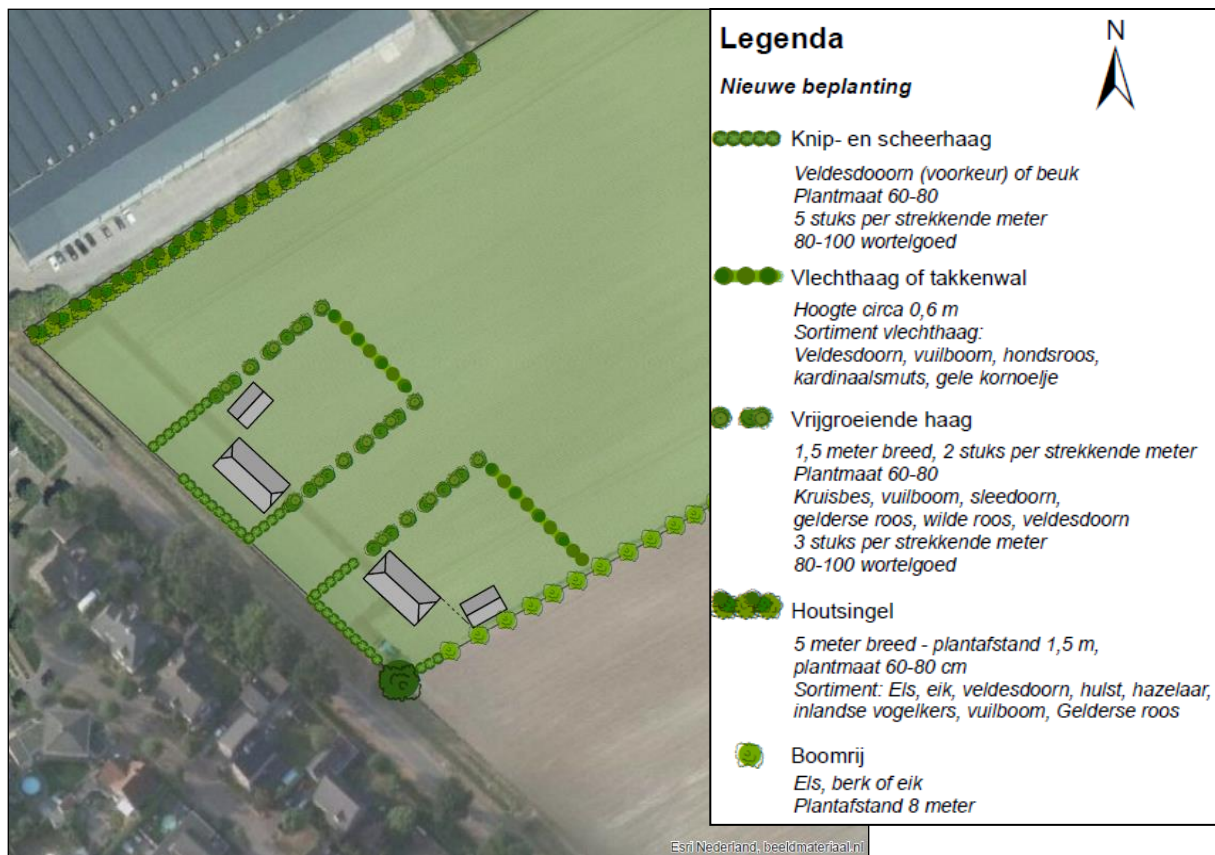 Legenda
N
Nieuwe beplanting
Knip- en scheerhaag
Veldesdooorn (voorkeur) of beuk
Plantmaat 60-80
5 stuks per strekkende meter
80-100 wortelgoed
Vlechthaag of takkenwal
Hoogte circa 0,6 m
Sortiment vlechthaag:
Veldesdoorn, vuilboom, hondsroos,
kardinaalsmuts, gele kornoelje
Vrijgroeiende haag
1,5 meter breed, 2 stuks per strekkende meter
Plantmaat 60-80
Kruisbes, vuilboom, sleedoorn,
gelderse roos, wilde roos, veldesdoorn
3 stuks per strekkende meter
80-100 wortelgoed
Houtsingel
5 meter breed - plantafstand 1,5 m,
plantmaat 60-80 cm
Sortiment: Els, eik, veldesdoorn, hulst, hazelaar,
inlandse vogelkers, vuilboom, Gelderse roos
Boomrij
Els, berk of eik
Plantafstand 8 meter
Esri Nederland, beeldmateriaal.nl